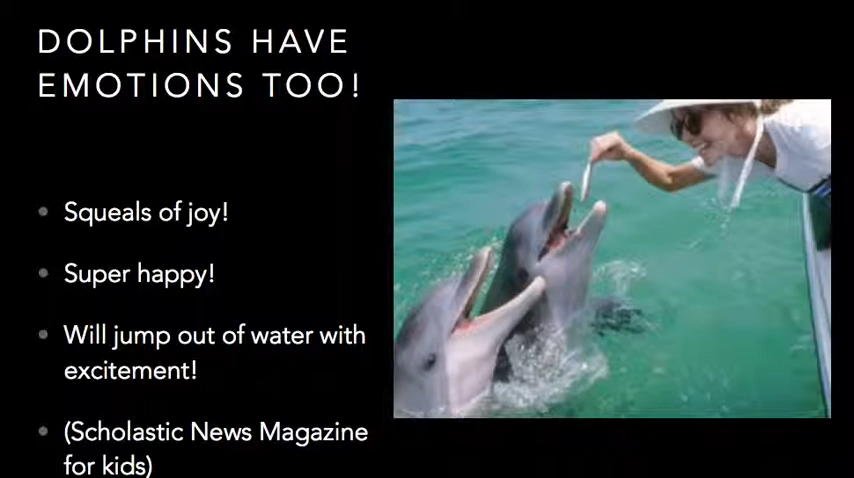 DOLPHINS HAVE
EMOTIONS TOO!
Squeals of joy!
Super happy!
Will jump out of water with
excitement!
(Scholastic News Magazine
for kids)